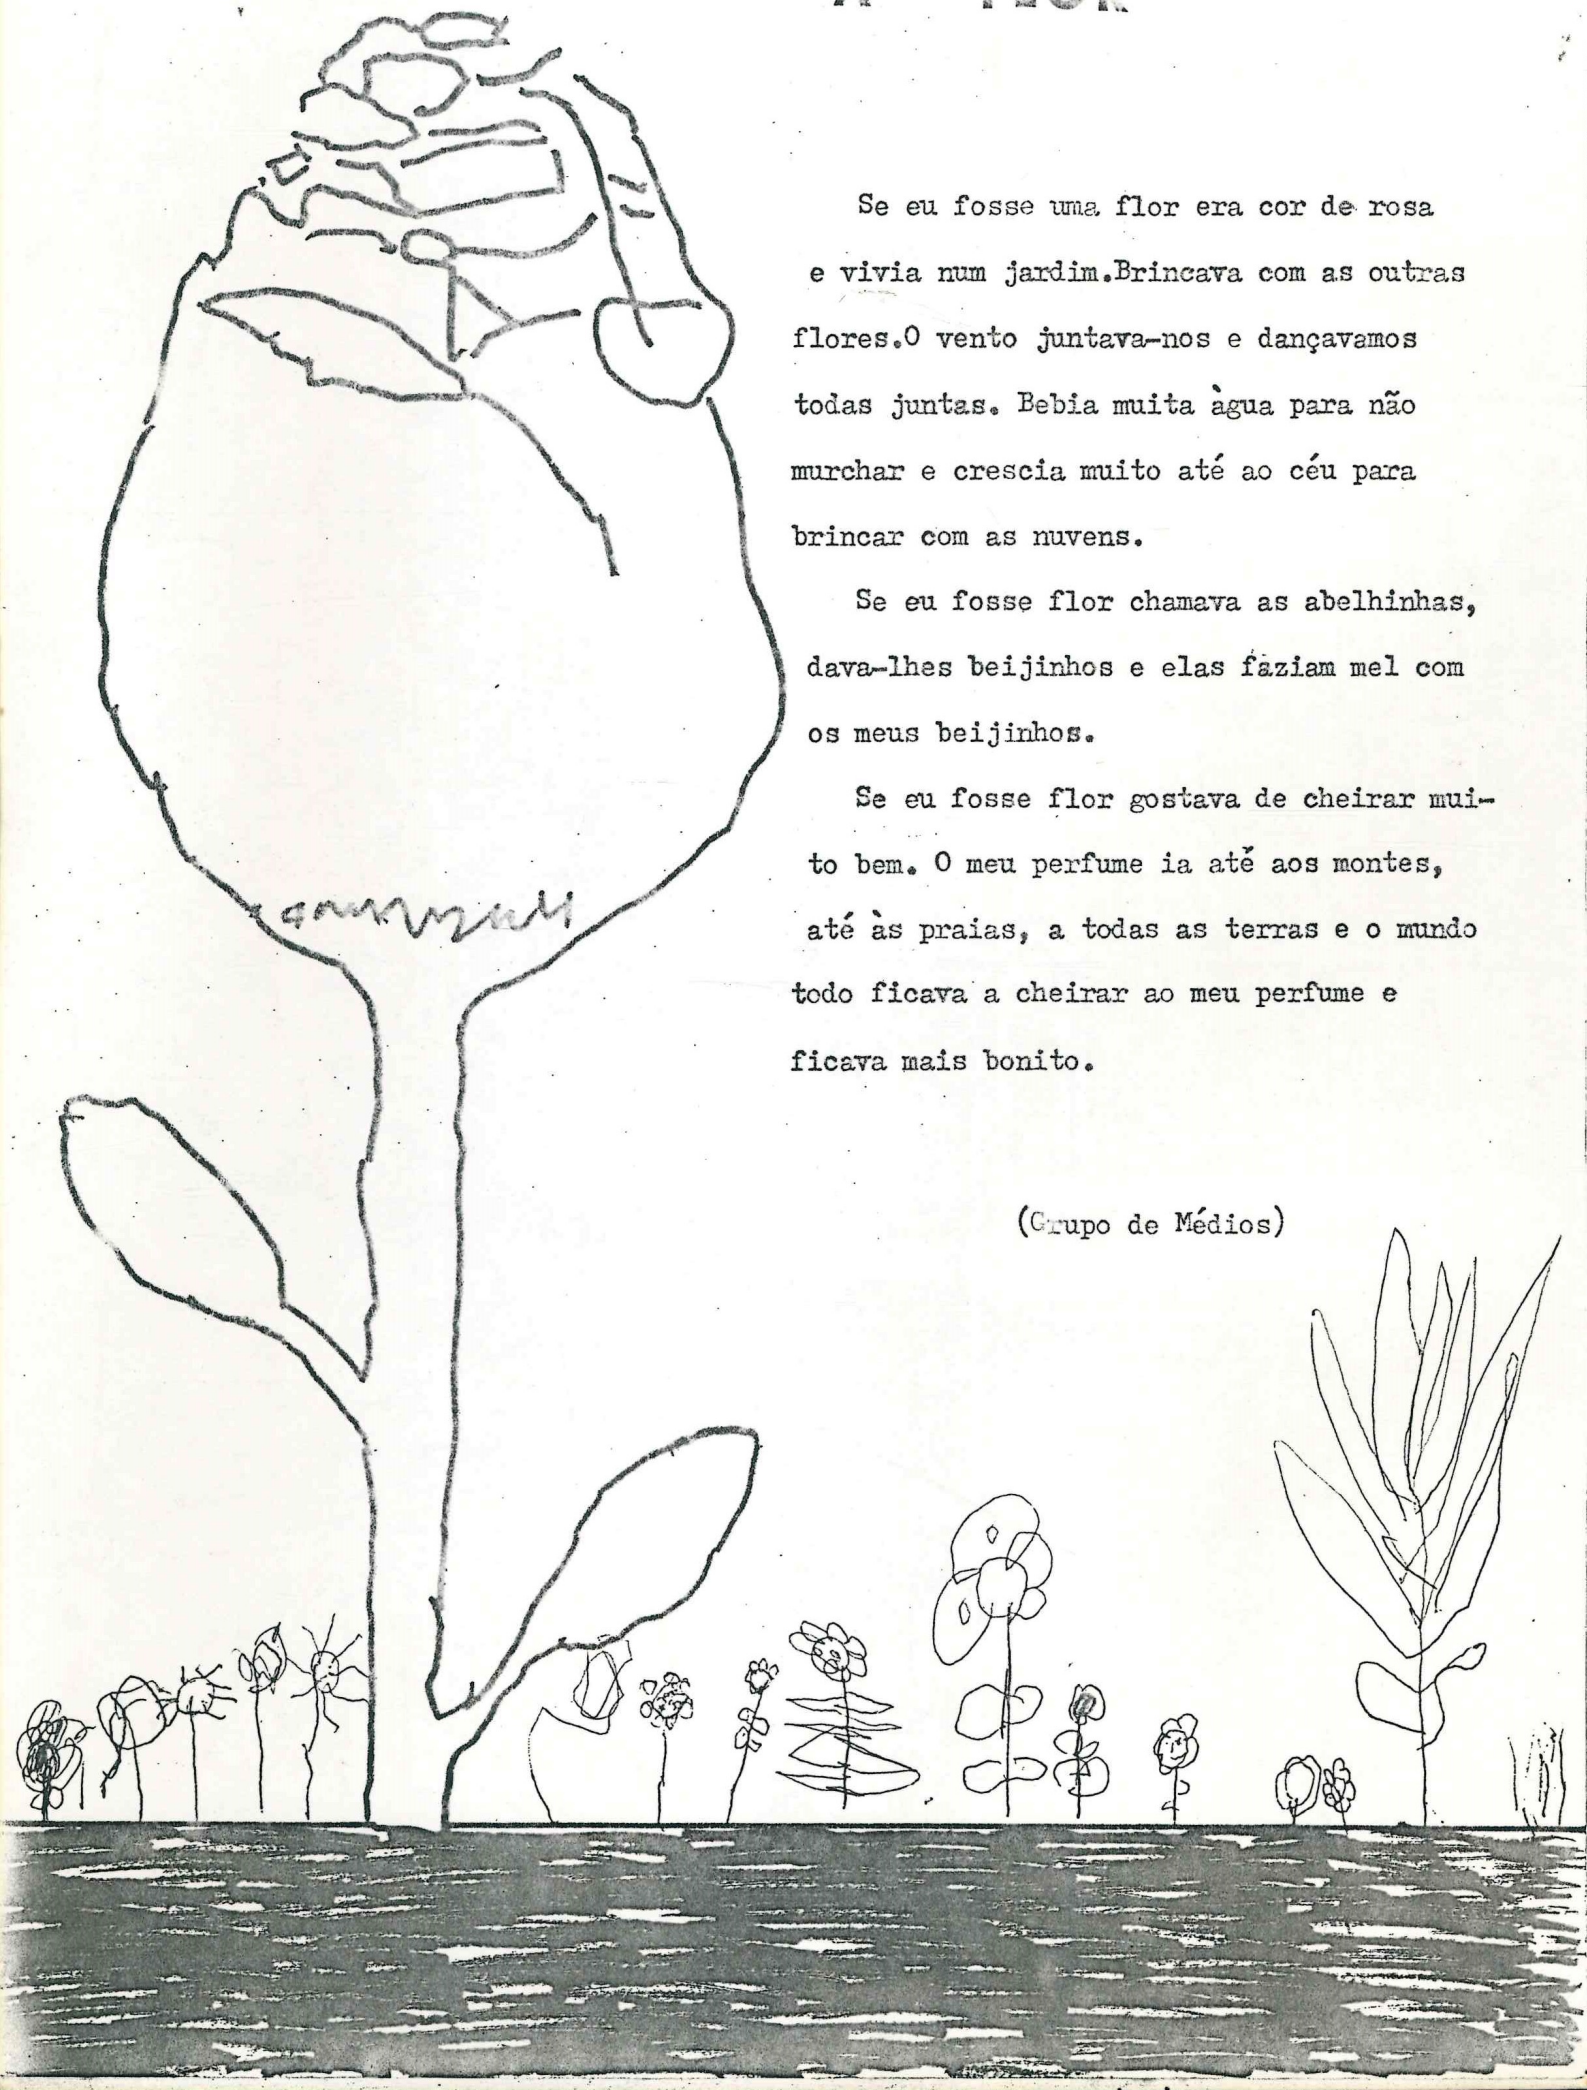 A FLOR
Se eu fosse uma flor era cor de rosa
e vivia num jardim.Brincava com as outras
flores.O vento juntava-nos e dançavamos
todas juntas. Bebia muita àgua para não
murchar e crescia muito até ao céu para
brincar com as nuvens.
Se eu fosse flor chamava as abelhinhas,
dava-lhes beijinhos e elas faziam mel com
os meus beijinhos.
Se eu fosse flor gostava de cheirar mui-
to bem. O meu perfume ia até aos montes,
até às praias, a todas as terras e o mundo
todo ficava a cheirar ao meu perfume e
ficava mais bonito.
(Grupo de Médios)